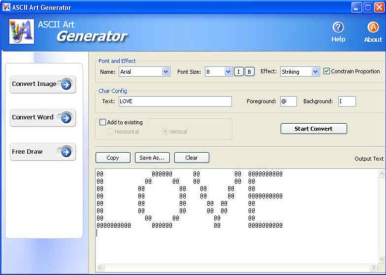 ASCII Art Generator
ASCII Art
Generator
Help
About
Convert Image
Convert Word
Free Draw
Font and Effect
Name: Arial Font Size: 8 I B Effect: Striking Constrain Proportion
Char Config
Text: LOVE Foreground: @ Background: I
Add to existing
Horizontal Vertical
Start Convert
Copy Save As... Clear Output Text